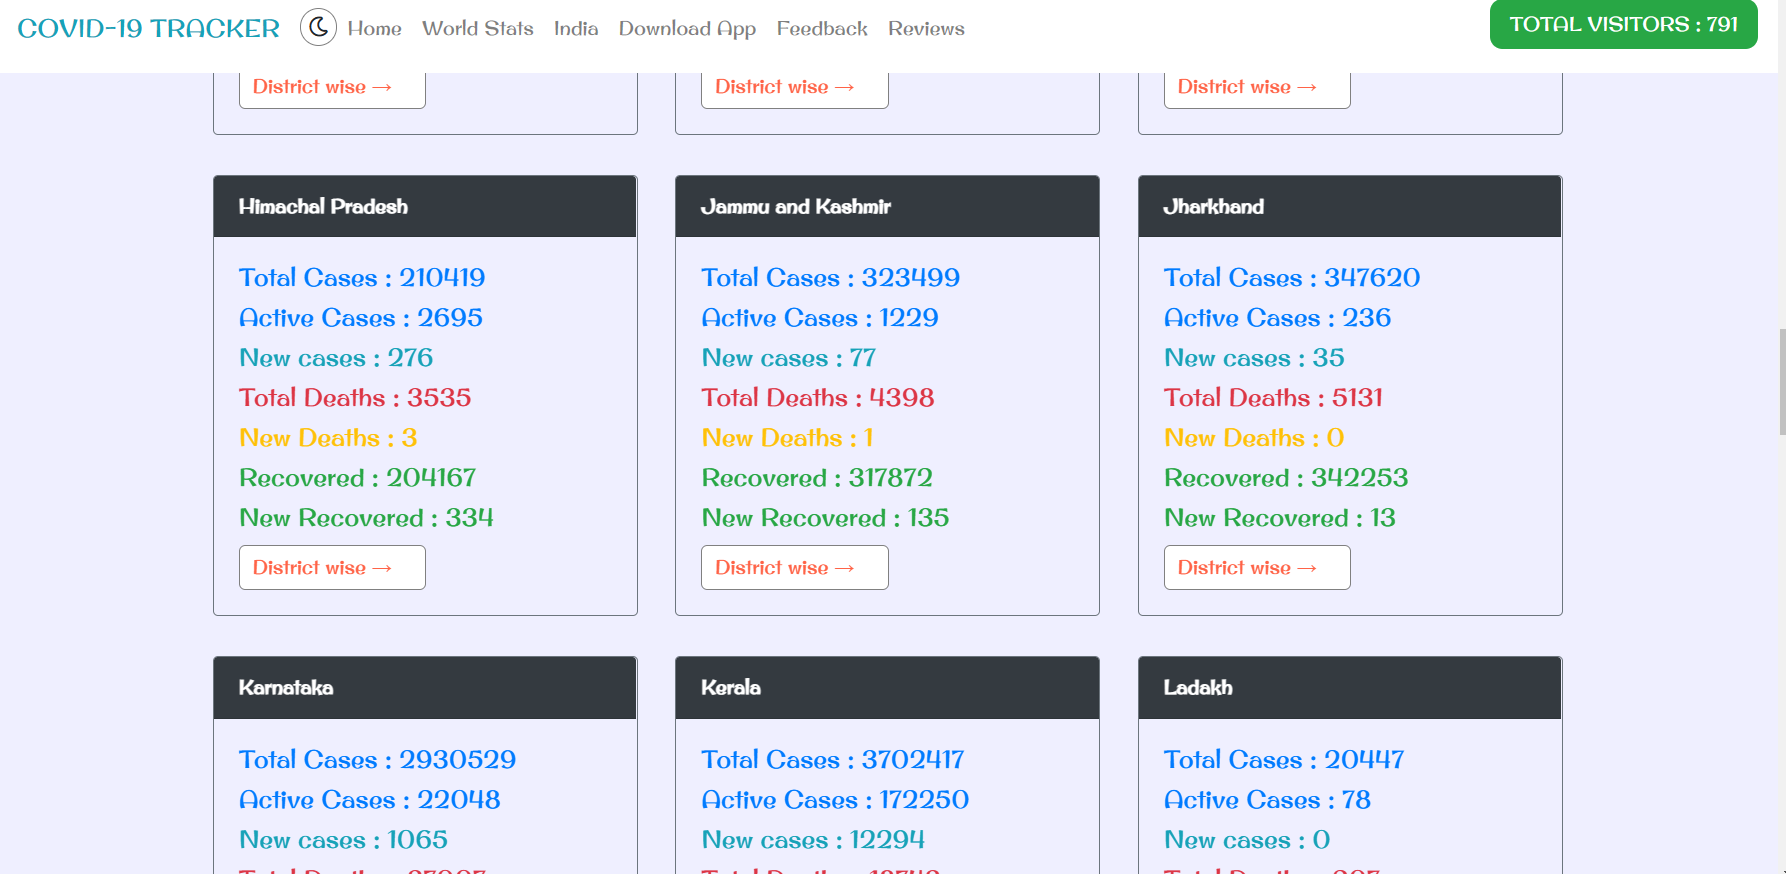 COVID-19 TRACKER Home World Stats India Download App Feedback Reviews TOTAL VISITORS : 791
District wise → District wise → District wise →
Himachal Pradesh
Total Cases : 210419
Active Cases : 2695
New cases : 276
Total Deaths : 3535
New Deaths : 3
Recovered : 204167
New Recovered : 334
District wise →
Jammu and Kashmir
Total Cases : 323499
Active Cases : 1229
New cases : 77
Total Deaths : 4398
New Deaths : 1
Recovered : 317872
New Recovered : 135
District wise →
Jharkhand
Total Cases : 347620
Active Cases : 236
New cases : 35
Total Deaths : 5131
New Deaths : 0
Recovered : 342253
New Recovered : 13
District wise →
Karnataka
Total Cases : 2930529
Active Cases : 22048
New cases : 1065
Total Deaths :
Kerala
Total Cases : 3702417
Active Cases : 172250
New cases : 12294
Total Deaths :
Ladakh
Total Cases : 20447
Active Cases : 78
New cases : 0
Total Deaths :